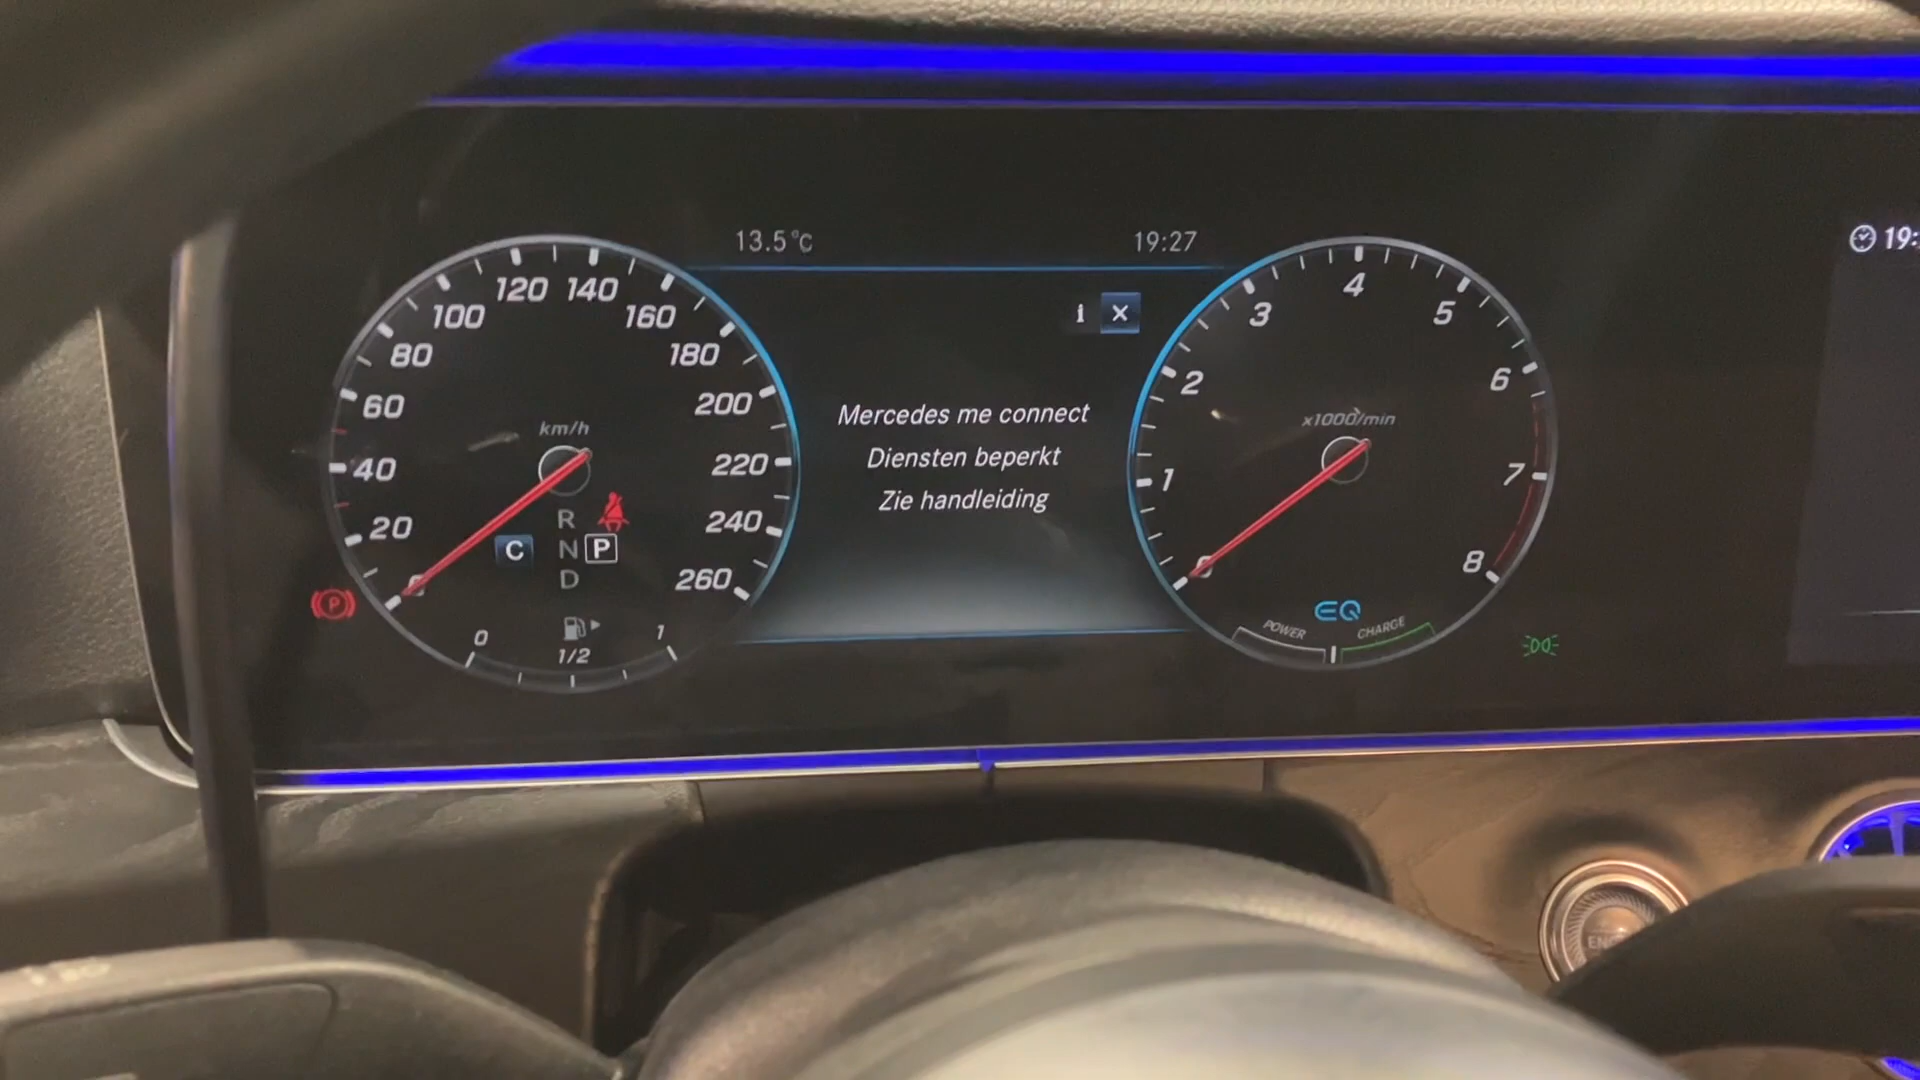 13.5°C
19:27
19:
i X
Mercedes me connect
Diensten beperkt
Zie handleiding
km/h
20
40
60
80
100
120
140
160
180
200
220
240
260
R
N
D
C
P
P
0
1/2
1
x1000/min
1
2
3
4
5
6
7
8
EQ
POWER
CHARGE